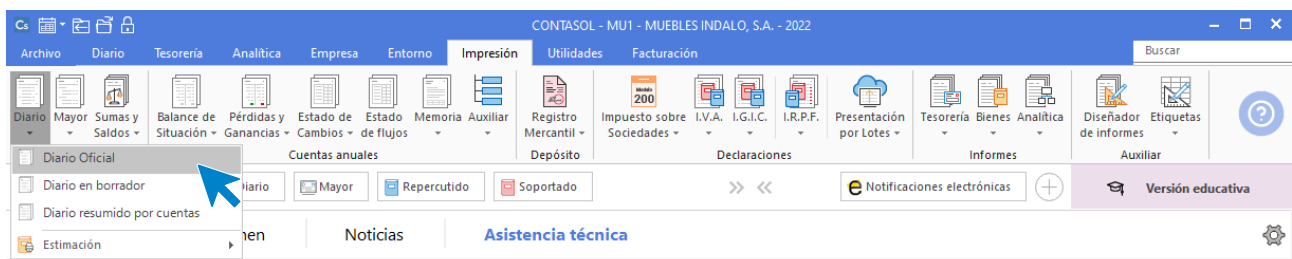 Cs CONTASOL - MU1 - MUEBLES INDALO, S.A. - 2022
Archivo Diario Tesorería Analítica Empresa Entorno Impresión Utilidades Facturación Buscar
Modelo
200
Diario Mayor Sumas y Balance de Pérdidas y Estado de Estado Memoria Auxiliar Registro Impuesto sobre I.V.A. I.G.I.C. I.R.P.F. Presentación Tesorería Bienes Analítica Diseñador Etiquetas
Saldos Situación Ganancias Cambios de flujos Mercantil Sociedades por Lotes de informes
Cuentas anuales Depósito Declaraciones Informes Auxiliar
Diario Oficial
Diario en borrador
Diario resumido por cuentas
Estimación
Diario Mayor Repercutido Soportado Notificaciones electrónicas Versión educativa
Noticias Asistencia técnica